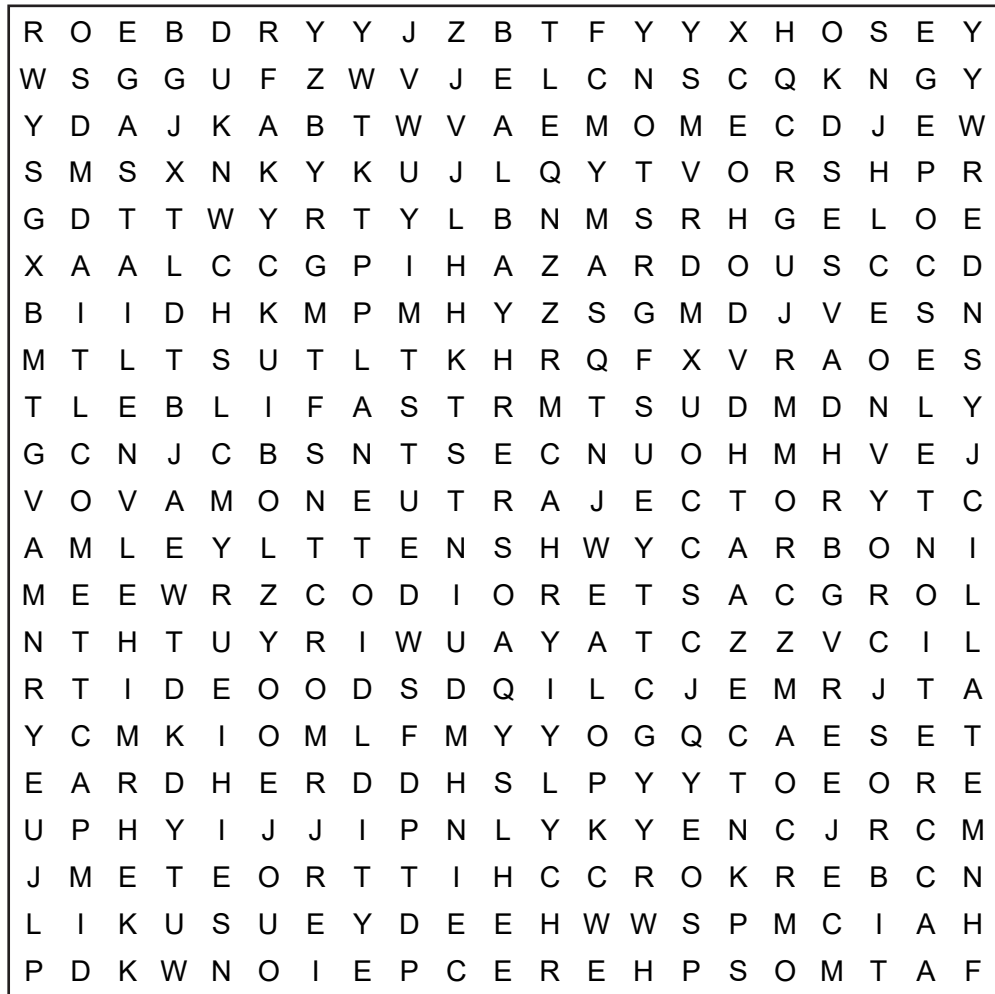 R O E B D R Y Y J Z B T F Y Y X H O S E Y
W S G G U F Z W V J E L C N S C Q K N G Y
Y D A J K A B T W V A E M O M E C D J E W
S M S X N K Y K U J L Q Y T V O R S H P R
G D T T W Y R T Y L B N M S R H G E L O E
X A A L C C G P I H A Z A R D O U S C C D
B I I D H K M P M H Y Z S G M D J V E S N
M T L T S U T L T K H R Q F X V R A O E S
T L E B L I F A S T R M T S U D M D N L Y
G C N J C B S N T S E C N U O H M H V E J
V O V A M O N E U T R A J E C T O R Y T C
A M L E Y L T T E N S H W Y C A R B O N I
M E E W R Z C O D I O R E T S A C G R O L
N T H T U Y R I W U A Y A T C Z Z V C I L
R T I D E O O D S D Q I L C J E M R J T A
Y C M K I O M L F M Y Y O G Q C A E S E T
E A R D H E R D D H S L P Y Y T O E O R E
U P H Y I J J I P N L Y K Y E N C J R C M
J M E T E O R T T I H C C R O K R E B C N
L I K U S U E Y D E E H W W S P M C I A H
P D K W N O I E P C E R E H P S O M T A F